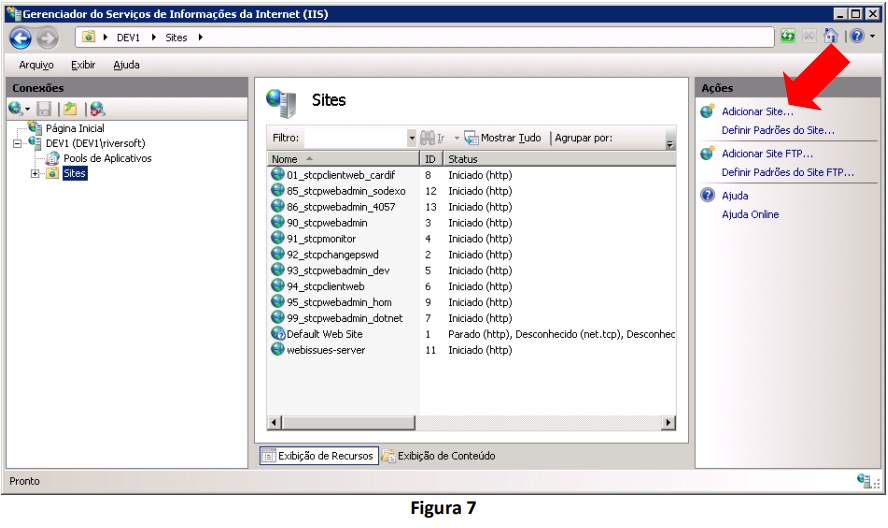 Gerenciador do Serviços de Informações da Internet (IIS)
DEV1 Sites
Arquivo Exibir Ajuda
Conexões
Página Inicial
DEV1 (DEV1\riversoft)
Pools de Aplicativos
Sites
Sites
Filtro: Ir Mostrar Tudo Agrupar por:
Nome ID Status
01_stcpclientweb_cardif 8 Iniciado (http)
85_stcpwebadmin_sodexo 12 Iniciado (http)
86_stcpwebadmin_4057 13 Iniciado (http)
90_stcpwebadmin 3 Iniciado (http)
91_stcpmonitor 4 Iniciado (http)
92_stcpchangepswd 2 Iniciado (http)
93_stcpwebadmin_dev 5 Iniciado (http)
94_stcpclientweb 6 Iniciado (http)
95_stcpwebadmin_hom 9 Iniciado (http)
99_stcpwebadmin_dotnet 7 Iniciado (http)
Default Web Site 1 Parado (http), Desconhecido (net.tcp), Desconhec
webissues-server 11 Iniciado (http)
Exibição de Recursos Exibição de Conteúdo
Ações
Adicionar Site...
Definir Padrões do Site...
Adicionar Site FTP...
Definir Padrões do Site FTP...
Ajuda
Ajuda Online
Pronto
Figura 7